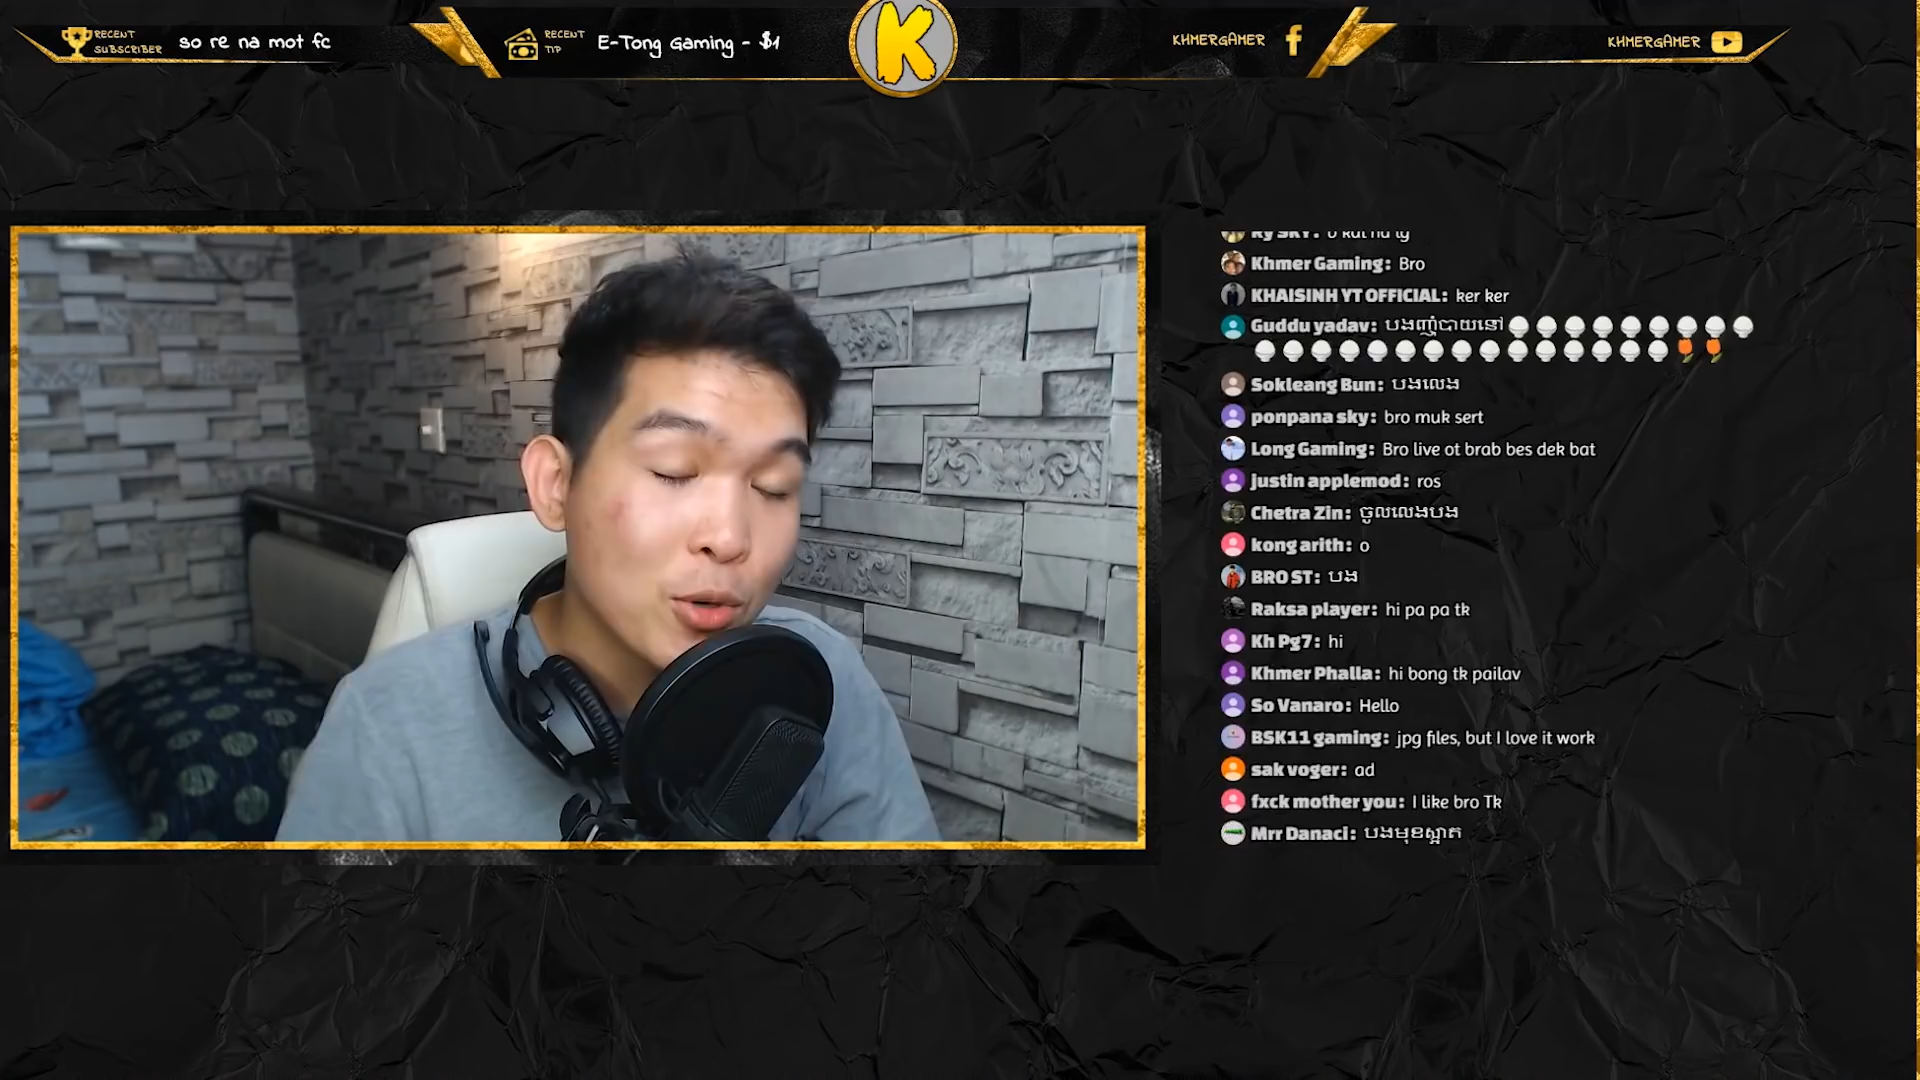 RECENT
SUBSCRIBER
so re na mot fc
RECENT
TIP
E-Tong Gaming - $1
K
KHMERGAMER
KHMERGAMER
Khmer Gaming: Bro
KHAISINH YT OFFICIAL: ker ker
Guddu yadav: បងញ៉ាំបាយនៅ
Sokleang Bun: បងលេង
ponpana sky: bro muk sert
Long Gaming: Bro live ot brab bes dek bat
justin applemod: ros
Chetra Zin: ចូលលេងបង
kong arith: o
BRO ST: បង
Raksa player: hi pa pa tk
Kh Pg7: hi
Khmer Phalla: hi bong tk pailav
So Vanaro: Hello
BSK11 gaming: jpg files, but I love it work
sak voger: ad
fxck mother you: I like bro Tk
Mrr Danaci: បងមុខស្អាត